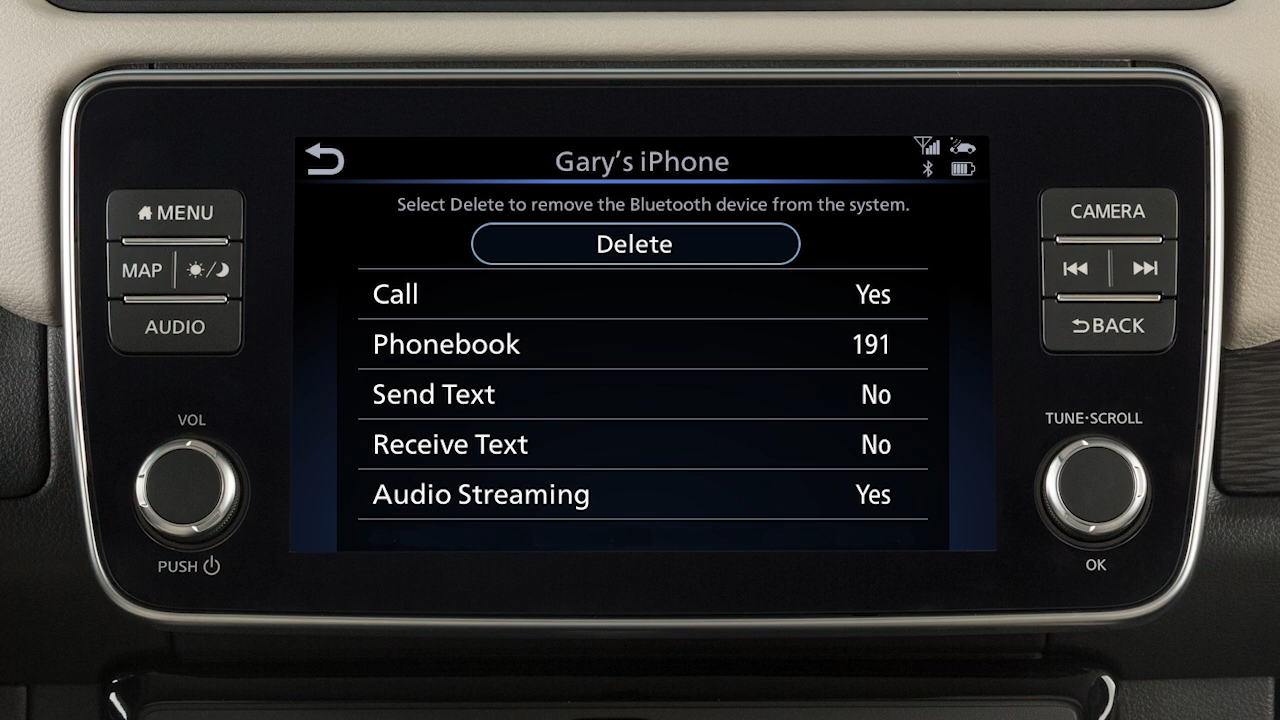 Gary's iPhone
Select Delete to remove the Bluetooth device from the system.
Delete
Call Yes
Phonebook 191
Send Text No
Receive Text No
Audio Streaming Yes
MENU
MAP
AUDIO
VOL
PUSH
CAMERA
BACK
TUNE·SCROLL
OK